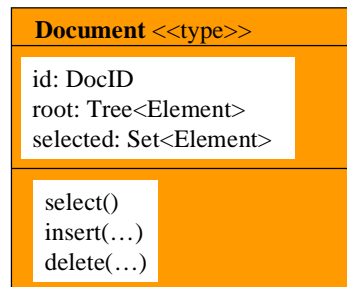 Document <<type>>
id: DocID
root: Tree<Element>
selected: Set<Element>
select()
insert(…)
delete(…)